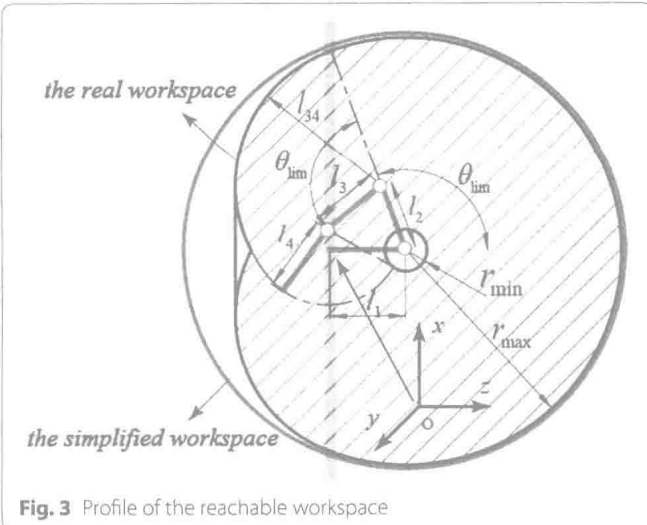 the real workspace
l34
θlim
l3
θlim
l2
l4
rmin
l1
rmax
x
z
y
o
the simplified workspace
Fig. 3 Profile of the reachable workspace